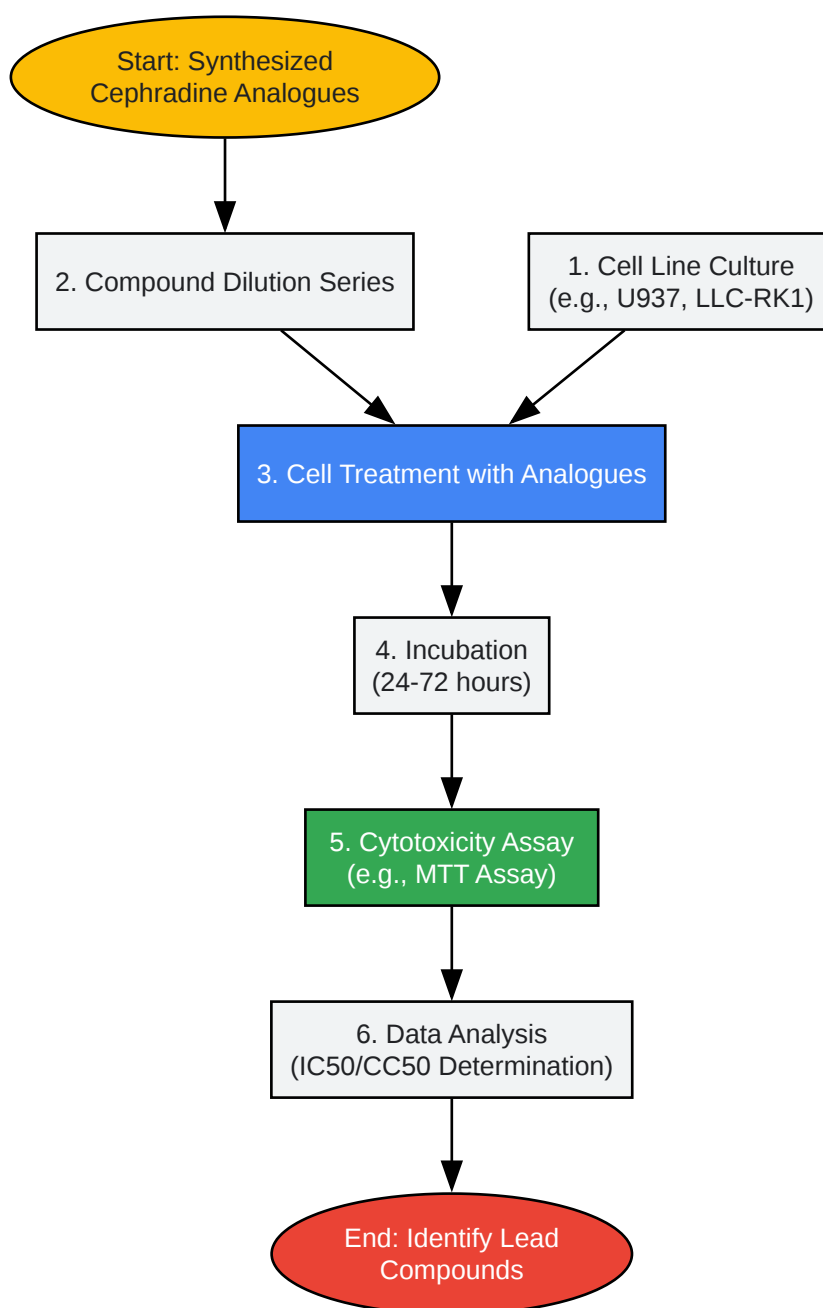 Start: Synthesized
Cephradine Analogues
2. Compound Dilution Series
1. Cell Line Culture
(e.g., U937, LLC-RK1)
3. Cell Treatment with Analogues
4. Incubation
(24-72 hours)
5. Cytotoxicity Assay
(e.g., MTT Assay)
6. Data Analysis
(IC50/CC50 Determination)
End: Identify Lead
Compounds